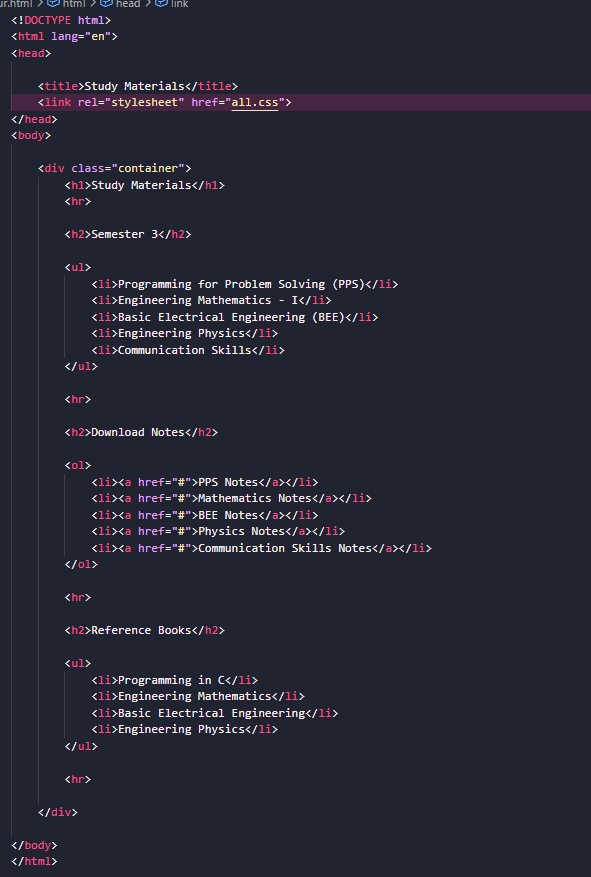 ur.html > html > head > link
<!DOCTYPE html>
<html lang="en">
<head>
<title>Study Materials</title>
<link rel="stylesheet" href="all.css">
</head>
<body>
<div class="container">
<h1>Study Materials</h1>
<hr>
<h2>Semester 3</h2>
<ul>
<li>Programming for Problem Solving (PPS)</li>
<li>Engineering Mathematics - I</li>
<li>Basic Electrical Engineering (BEE)</li>
<li>Engineering Physics</li>
<li>Communication Skills</li>
</ul>
<hr>
<h2>Download Notes</h2>
<ol>
<li><a href="#">PPS Notes</a></li>
<li><a href="#">Mathematics Notes</a></li>
<li><a href="#">BEE Notes</a></li>
<li><a href="#">Physics Notes</a></li>
<li><a href="#">Communication Skills Notes</a></li>
</ol>
<hr>
<h2>Reference Books</h2>
<ul>
<li>Programming in C</li>
<li>Engineering Mathematics</li>
<li>Basic Electrical Engineering</li>
<li>Engineering Physics</li>
</ul>
<hr>
</div>
</body>
</html>